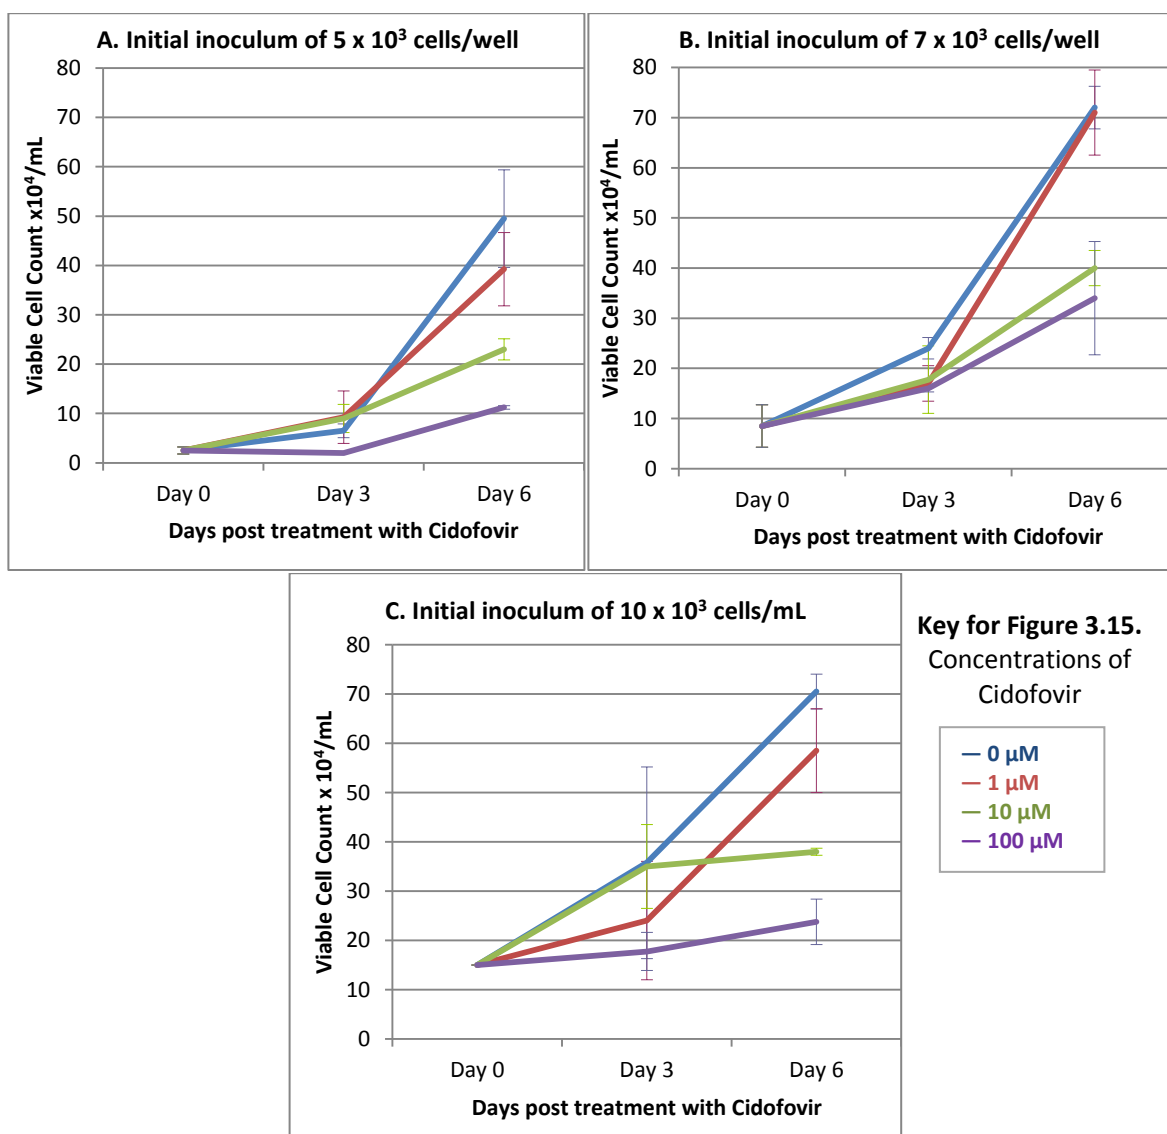 A. Initial inoculum of 5 x 10³ cells/well
80
70
60
50
40
30
20
10
0
Viable Cell Count x10⁴/mL
Day 0 Day 3 Day 6
Days post treatment with Cidofovir
B. Initial inoculum of 7 x 10³ cells/well
80
70
60
50
40
30
20
10
0
Viable Cell Count x10⁴/mL
Day 0 Day 3 Day 6
Days post treatment with Cidofovir
C. Initial inoculum of 10 x 10³ cells/mL
80
70
60
50
40
30
20
10
0
Viable Cell Count x 10⁴/mL
Day 0 Day 3 Day 6
Days post treatment with Cidofovir
Key for Figure 3.15.
Concentrations of
Cidofovir
0 µM
1 µM
10 µM
100 µM